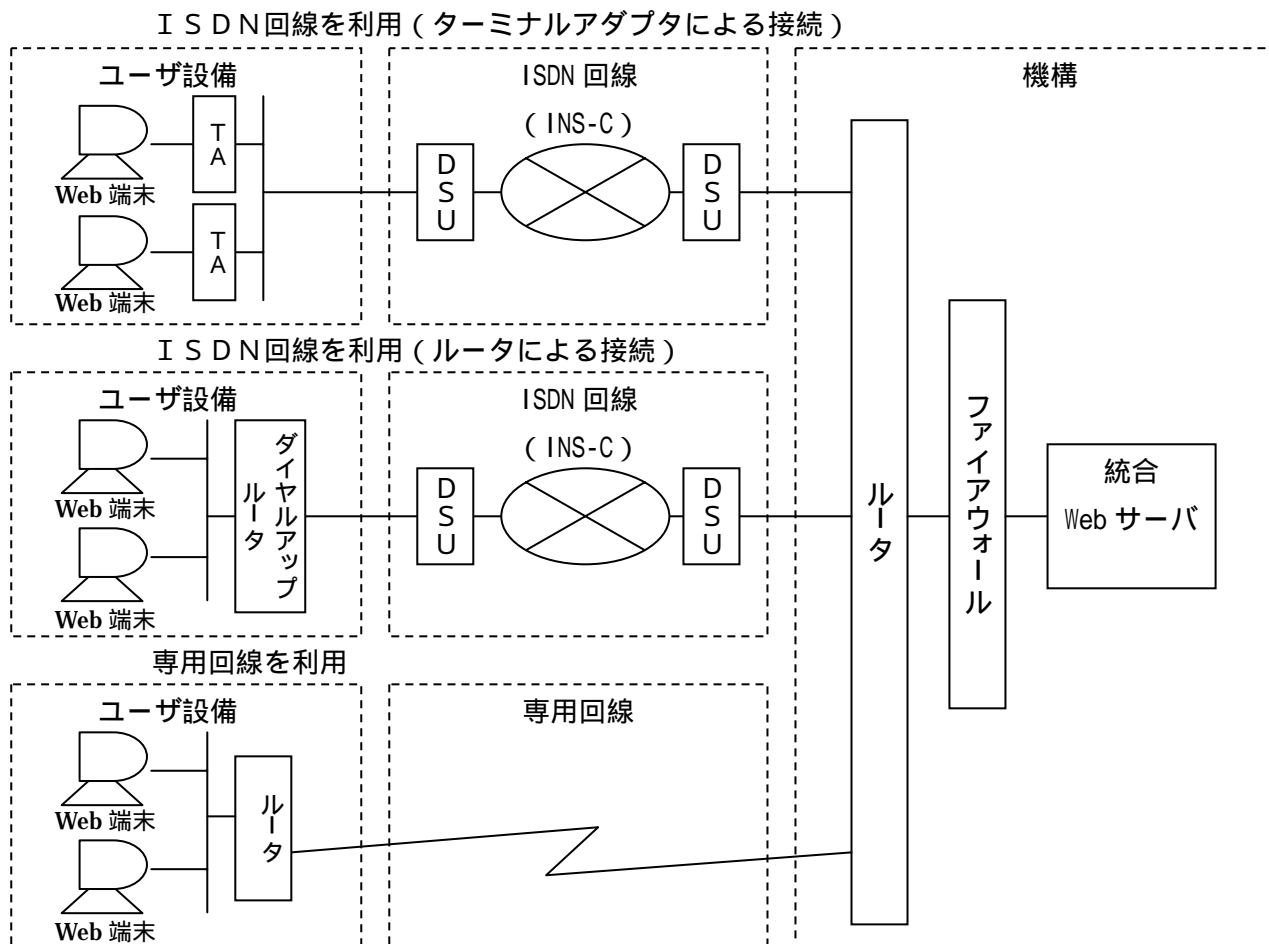 ＩＳＤＮ回線を利用（ターミナルアダプタによる接続）
ユーザ設備
ISDN 回線
機構
（INS-C）
ＴＡ
Web 端末
ＴＡ
Web 端末
ＤＳＵ
ＤＳＵ
ＩＳＤＮ回線を利用（ルータによる接続）
ユーザ設備
ISDN 回線
（INS-C）
Web 端末
Web 端末
ダイヤルアップ
ルータ
ＤＳＵ
ＤＳＵ
ルータ
ファイアウォール
統合
Web サーバ
専用回線を利用
ユーザ設備
専用回線
Web 端末
Web 端末
ルータ